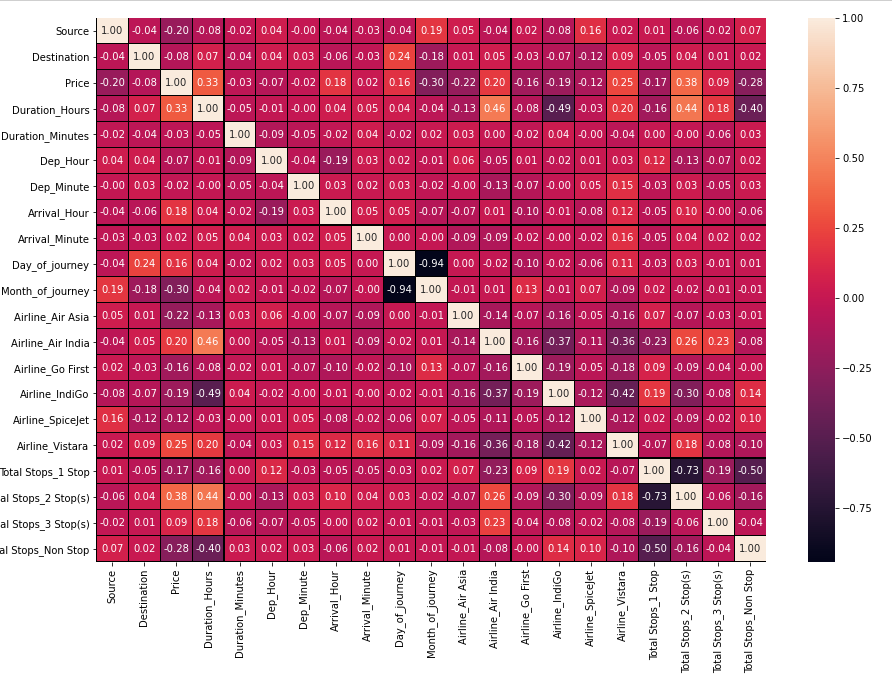 Source 1.00 -0.04 -0.20 -0.08 -0.02 0.04 -0.00 -0.04 -0.03 -0.04 0.19 0.05 -0.04 0.02 -0.08 0.16 0.02 0.01 -0.06 -0.02 0.07
Destination -0.04 1.00 -0.08 0.07 -0.04 0.04 0.03 -0.06 -0.03 0.24 -0.18 0.01 0.05 -0.03 -0.07 -0.12 0.09 -0.05 0.04 0.01 0.02
Price -0.20 -0.08 1.00 0.33 -0.03 -0.07 -0.02 0.18 0.02 0.16 -0.30 -0.22 0.20 -0.16 -0.19 -0.12 0.25 -0.17 0.38 0.09 -0.28
Duration_Hours -0.08 0.07 0.33 1.00 -0.05 -0.01 -0.00 0.04 0.05 0.04 -0.04 -0.13 0.46 -0.08 -0.49 -0.03 0.20 -0.16 0.44 0.18 -0.40
Duration_Minutes -0.02 -0.04 -0.03 -0.05 1.00 -0.09 -0.05 -0.02 0.04 -0.02 0.02 0.03 0.00 -0.02 0.04 -0.00 -0.04 0.00 -0.00 -0.06 0.03
Dep_Hour 0.04 0.04 -0.07 -0.01 -0.09 1.00 -0.04 -0.19 0.03 0.02 -0.01 0.06 -0.05 0.01 -0.02 0.01 0.03 0.12 -0.13 -0.07 0.02
Dep_Minute -0.00 0.03 -0.02 -0.00 -0.05 -0.04 1.00 0.03 0.02 0.03 -0.02 -0.00 -0.13 -0.07 -0.00 0.05 0.15 -0.03 0.03 -0.05 0.03
Arrival_Hour -0.04 -0.06 0.18 0.04 -0.02 -0.19 0.03 1.00 0.05 0.05 -0.07 -0.07 0.01 -0.10 -0.01 -0.08 0.12 -0.05 0.10 -0.00 -0.06
Arrival_Minute -0.03 -0.03 0.02 0.05 0.04 0.03 0.02 0.05 1.00 0.00 -0.00 -0.09 -0.09 -0.02 -0.00 -0.02 0.16 -0.05 0.04 0.02 0.02
Day_of_journey -0.04 0.24 0.16 0.04 -0.02 0.02 0.03 0.05 0.00 1.00 -0.94 0.00 -0.02 -0.10 -0.02 -0.06 0.11 -0.03 0.03 -0.01 0.01
Month_of_journey 0.19 -0.18 -0.30 -0.04 0.02 -0.01 -0.02 -0.07 -0.00 -0.94 1.00 -0.01 0.01 0.13 -0.01 0.07 -0.09 0.02 -0.02 -0.01 -0.01
Airline_Air Asia 0.05 0.01 -0.22 -0.13 0.03 0.06 -0.00 -0.07 -0.09 0.00 -0.01 1.00 -0.14 -0.07 -0.16 -0.05 -0.16 0.07 -0.07 -0.03 -0.01
Airline_Air India -0.04 0.05 0.20 0.46 0.00 -0.05 -0.13 0.01 -0.09 -0.02 0.01 -0.14 1.00 -0.16 -0.37 -0.11 -0.36 -0.23 0.26 0.23 -0.08
Airline_Go First 0.02 -0.03 -0.16 -0.08 -0.02 0.01 -0.07 -0.10 -0.02 -0.10 0.13 -0.07 -0.16 1.00 -0.19 -0.05 -0.18 0.09 -0.09 -0.04 -0.00
Airline_IndiGo -0.08 -0.07 -0.19 -0.49 0.04 -0.02 -0.00 -0.01 -0.00 -0.02 -0.01 -0.16 -0.37 -0.19 1.00 -0.12 -0.42 0.19 -0.30 -0.08 0.14
Airline_SpiceJet 0.16 -0.12 -0.12 -0.03 -0.00 0.01 0.05 -0.08 -0.02 -0.06 0.07 -0.05 -0.11 -0.05 -0.12 1.00 -0.12 0.02 -0.09 -0.02 0.10
Airline_Vistara 0.02 0.09 0.25 0.20 -0.04 0.03 0.15 0.12 0.16 0.11 -0.09 -0.16 -0.36 -0.18 -0.42 -0.12 1.00 -0.07 0.18 -0.08 -0.10
Total Stops_1 Stop 0.01 -0.05 -0.17 -0.16 0.00 0.12 -0.03 -0.05 -0.05 -0.03 0.02 0.07 -0.23 0.09 0.19 0.02 -0.07 1.00 -0.73 -0.19 -0.50
al Stops_2 Stop(s) -0.06 0.04 0.38 0.44 -0.00 -0.13 0.03 0.10 0.04 0.03 -0.02 -0.07 0.26 -0.09 -0.30 -0.09 0.18 -0.73 1.00 -0.06 -0.16
al Stops_3 Stop(s) -0.02 0.01 0.09 0.18 -0.06 -0.07 -0.05 -0.00 0.02 -0.01 -0.01 -0.03 0.23 -0.04 -0.08 -0.02 -0.08 -0.19 -0.06 1.00 -0.04
tal Stops_Non Stop 0.07 0.02 -0.28 -0.40 0.03 0.02 0.03 -0.06 0.02 0.01 -0.01 -0.01 -0.08 -0.00 0.14 0.10 -0.10 -0.50 -0.16 -0.04 1.00
Source
Destination
Price
Duration_Hours
Duration_Minutes
Dep_Hour
Dep_Minute
Arrival_Hour
Arrival_Minute
Day_of_journey
Month_of_journey
Airline_Air Asia
Airline_Air India
Airline_Go First
Airline_IndiGo
Airline_SpiceJet
Airline_Vistara
Total Stops_1 Stop
Total Stops_2 Stop(s)
Total Stops_3 Stop(s)
Total Stops_Non Stop
1.00
0.75
0.50
0.25
0.00
-0.25
-0.50
-0.75